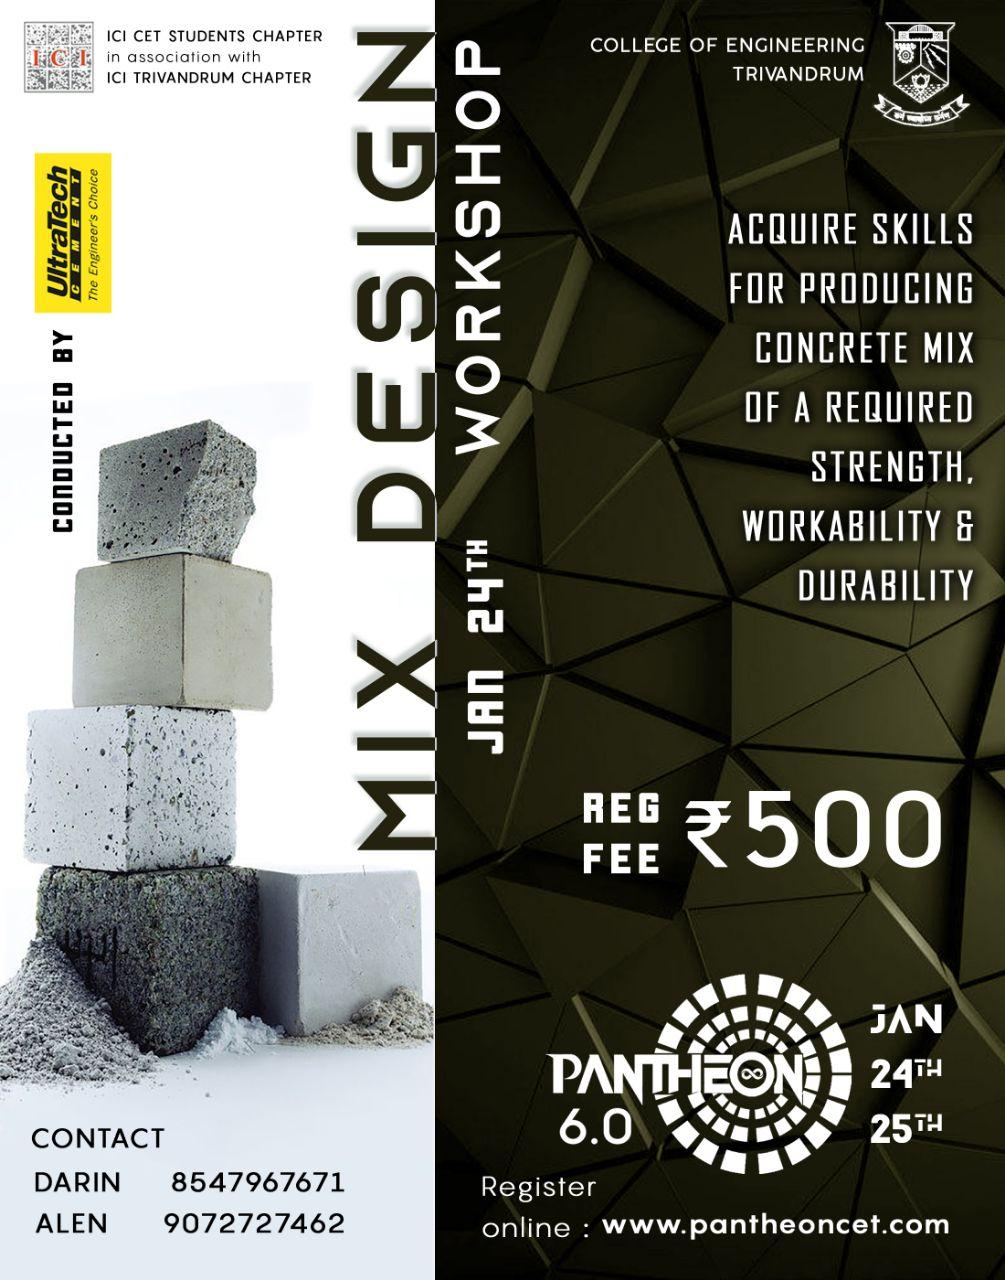 ICI
ICI CET STUDENTS CHAPTER
in association with
ICI TRIVANDRUM CHAPTER
COLLEGE OF ENGINEERING
TRIVANDRUM
CONDUCTED BY
UltraTech
CEMENT
The Engineer's Choice
MIX DESIGN
WORKSHOP
JAN 24TH
ACQUIRE SKILLS
FOR PRODUCING
CONCRETE MIX
OF A REQUIRED
STRENGTH,
WORKABILITY &
DURABILITY
REG
FEE
₹500
PANTHEON
6.0
JAN
24TH
25TH
CONTACT
DARIN 8547967671
ALEN 9072727462
Register
online : www.pantheoncet.com